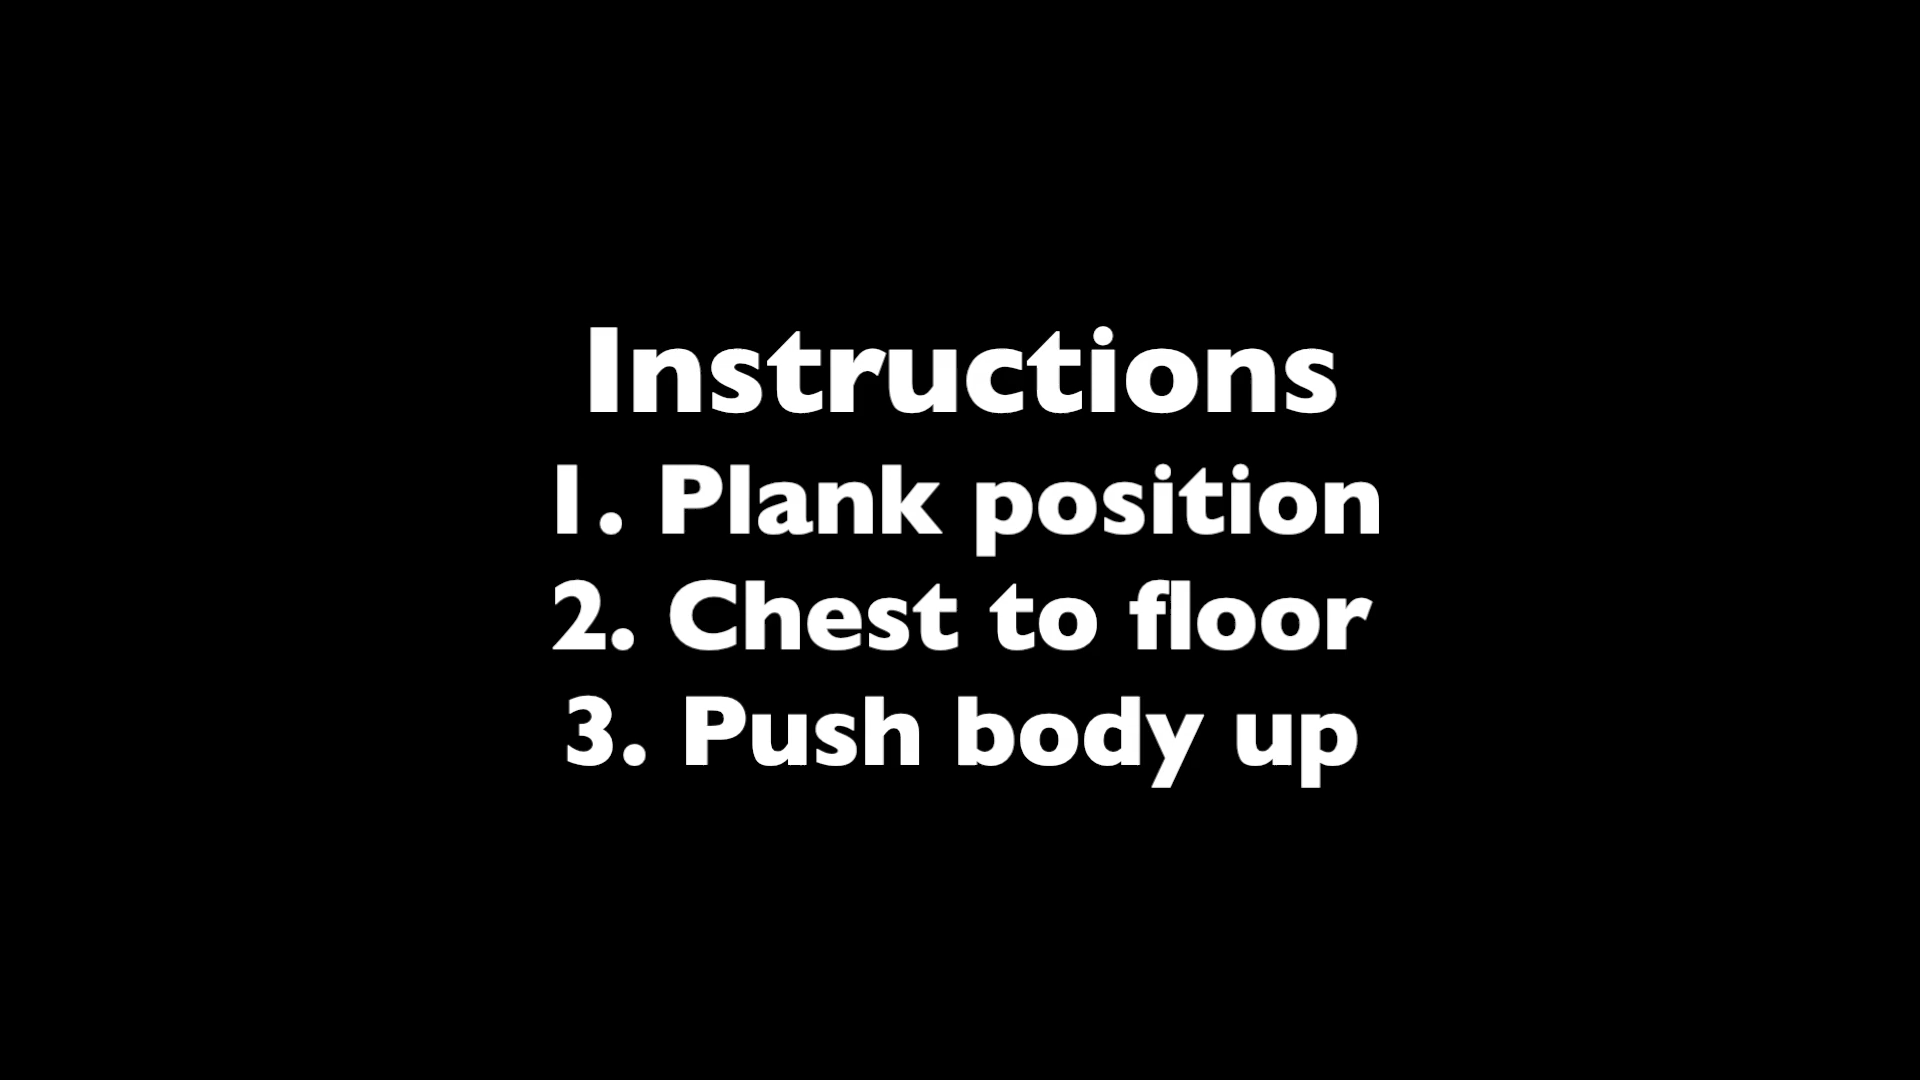 Instructions
1. Plank position
2. Chest to floor
3. Push body up